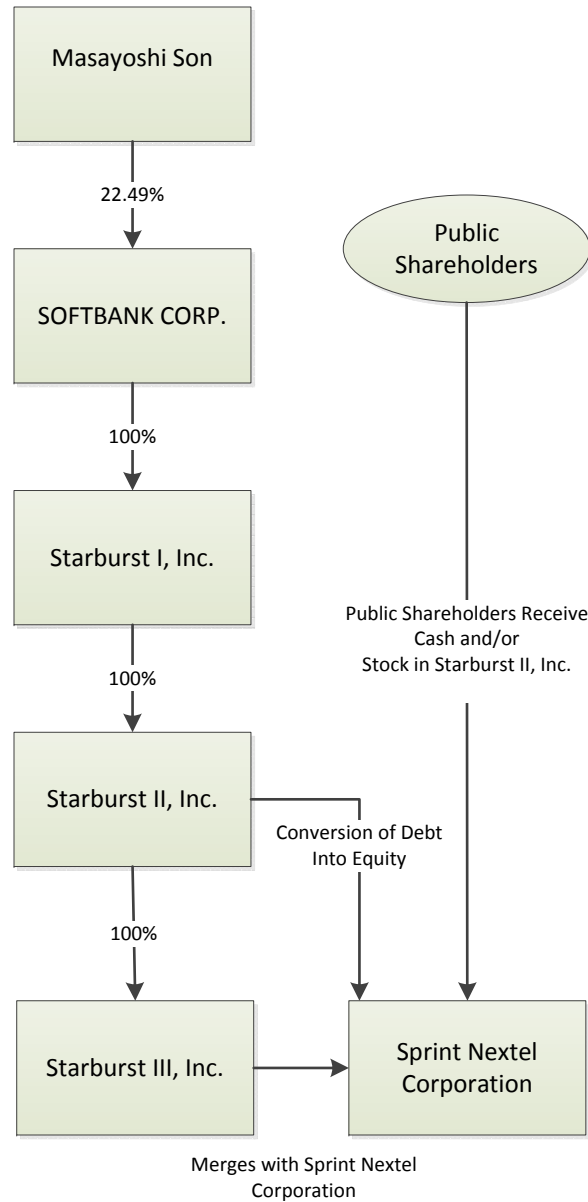 Masayoshi Son
22.49%
Public
Shareholders
SOFTBANK CORP.
100%
Starburst I, Inc.
Public Shareholders Receive
Cash and/or
Stock in Starburst II, Inc.
100%
Starburst II, Inc.
Conversion of Debt
Into Equity
100%
Starburst III, Inc.
Sprint Nextel
Corporation
Merges with Sprint Nextel
Corporation